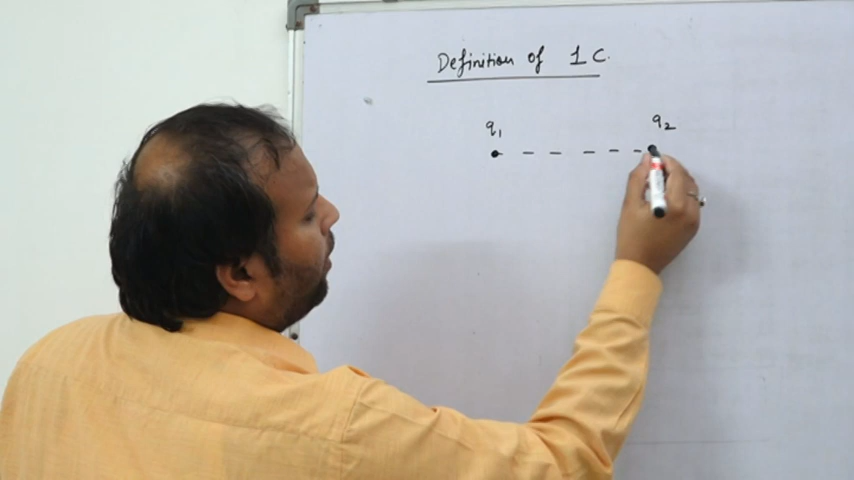 Definition of 1 C.
q₁ q₂